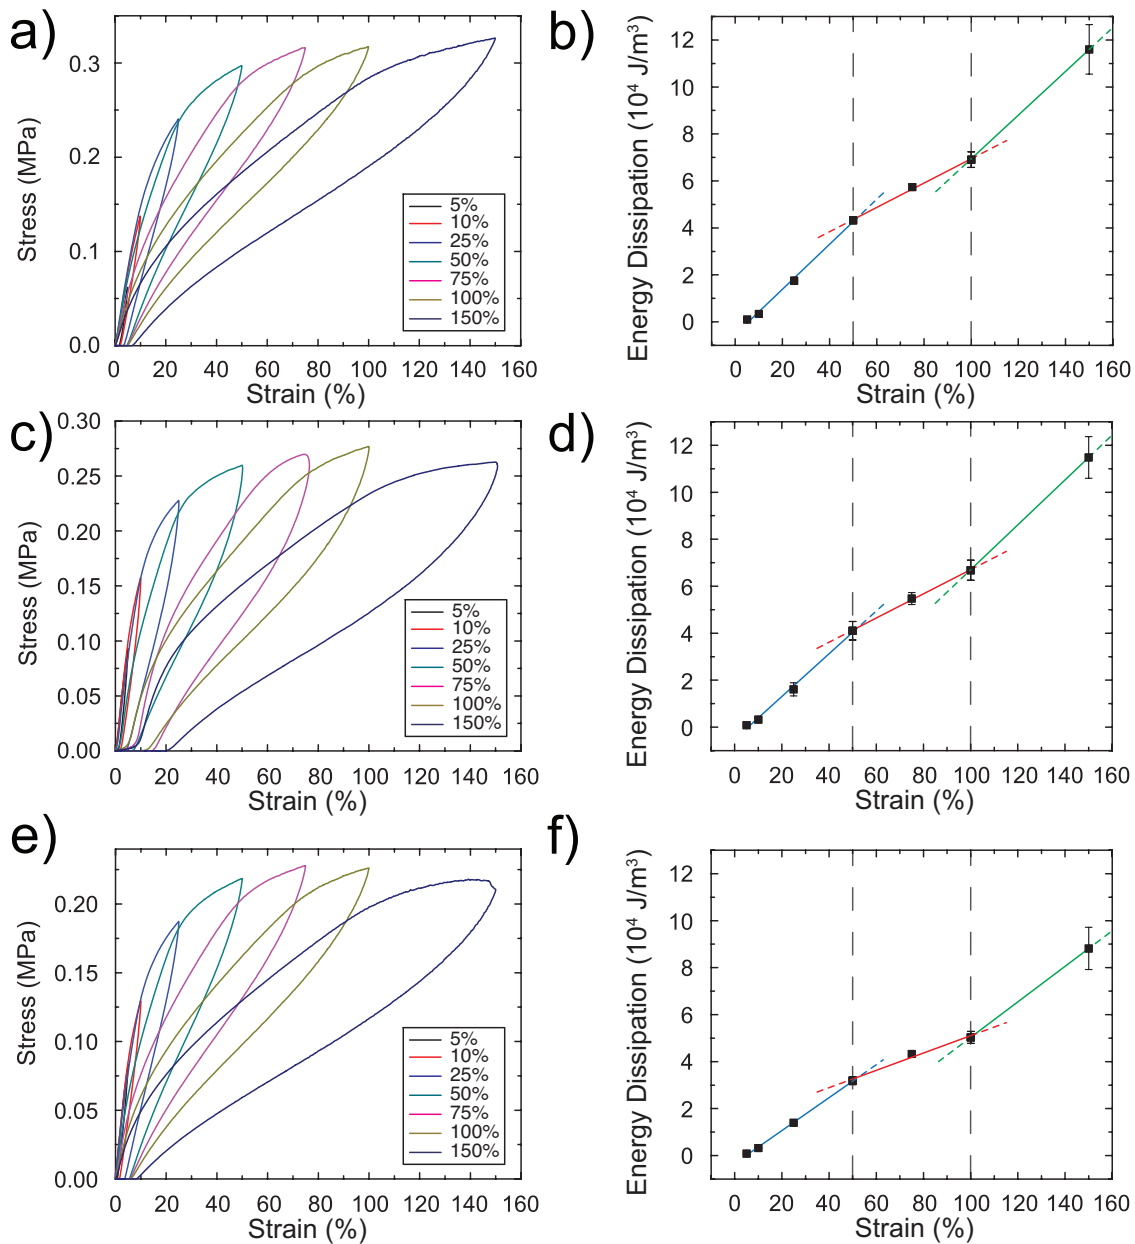 a)
Stress (MPa)
0.3
0.2
0.1
0.0
5%
10%
25%
50%
75%
100%
150%
0 20 40 60 80 100 120 140 160
Strain (%)
b)
Energy Dissipation (10⁴ J/m³)
12
10
8
6
4
2
0
0 20 40 60 80 100 120 140 160
Strain (%)
c)
Stress (MPa)
0.30
0.25
0.20
0.15
0.10
0.05
0.00
5%
10%
25%
50%
75%
100%
150%
0 20 40 60 80 100 120 140 160
Strain (%)
d)
Energy Dissipation (10⁴ J/m³)
12
10
8
6
4
2
0
0 20 40 60 80 100 120 140 160
Strain (%)
e)
Stress (MPa)
0.20
0.15
0.10
0.05
0.00
5%
10%
25%
50%
75%
100%
150%
0 20 40 60 80 100 120 140 160
Strain (%)
f)
Energy Dissipation (10⁴ J/m³)
12
10
8
6
4
2
0
0 20 40 60 80 100 120 140 160
Strain (%)